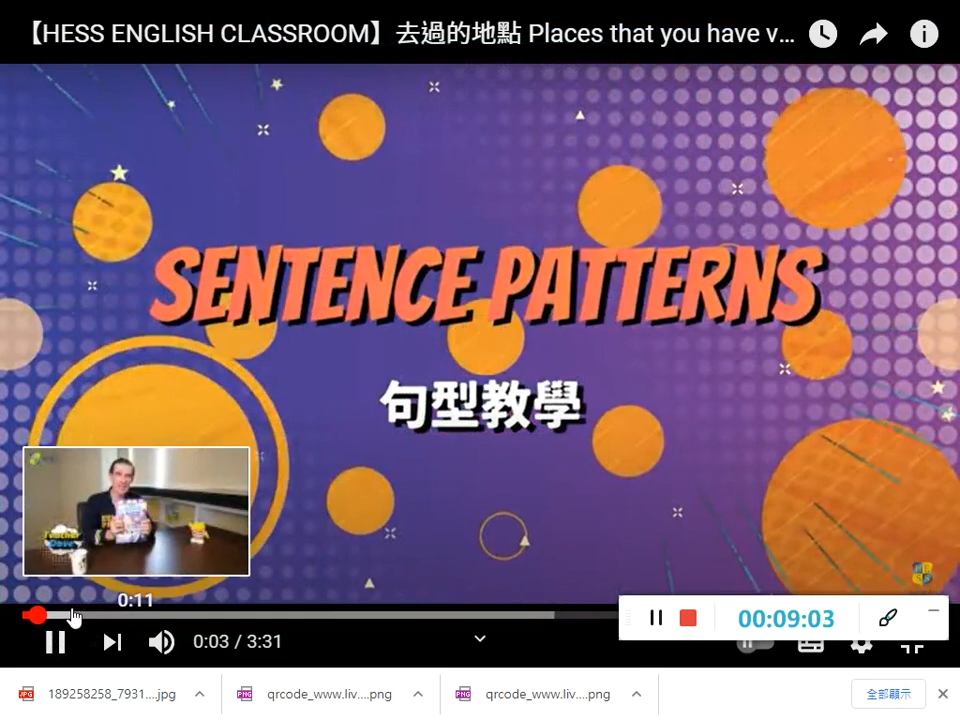 【HESS ENGLISH CLASSROOM】去過的地點 Places that you have v...
SENTENCE PATTERNS
句型教學
Teacher
Dave
0:11
0:03 / 3:31
00:09:03
189258258_7931....jpg
qrcode_www.liv....png
qrcode_www.liv....png
全部顯示